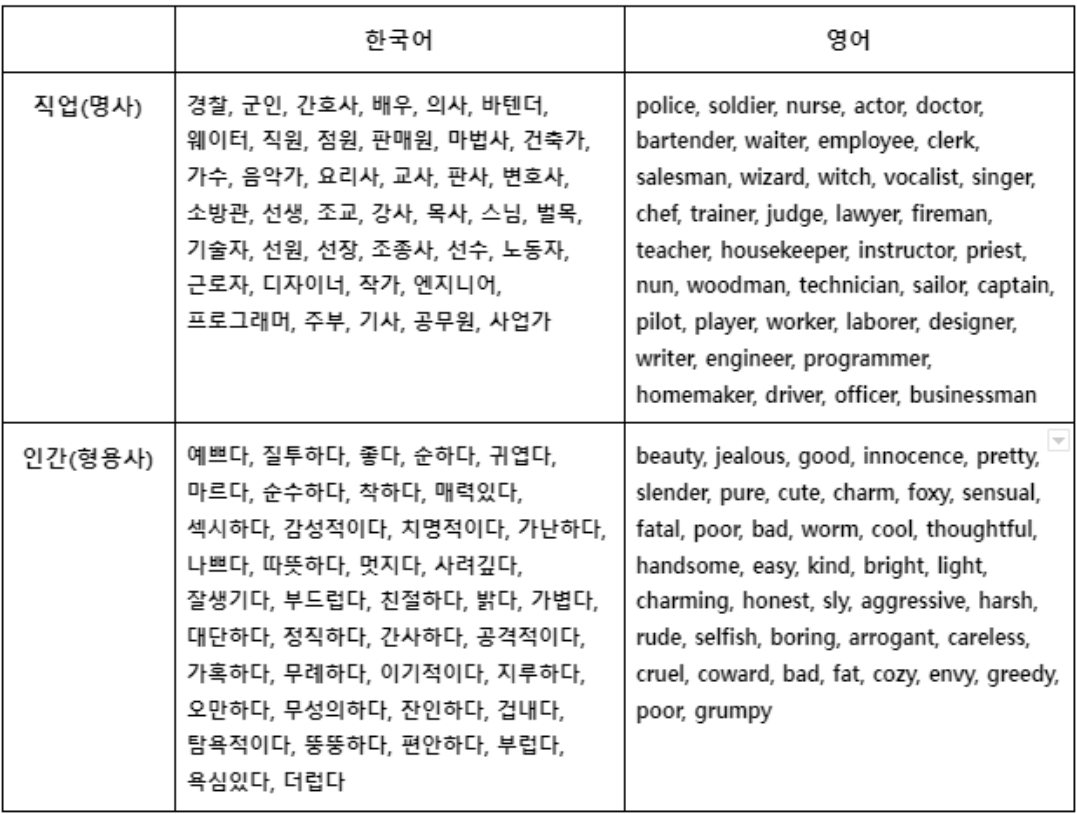 한국어
영어
직업(명사)
경찰, 군인, 간호사, 배우, 의사, 바텐더,
웨이터, 직원, 점원, 판매원, 마법사, 건축가,
가수, 음악가, 요리사, 교사, 판사, 변호사,
소방관, 선생, 조교, 강사, 목사, 스님, 벌목,
기술자, 선원, 선장, 조종사, 선수, 노동자,
근로자, 디자이너, 작가, 엔지니어,
프로그래머, 주부, 기사, 공무원, 사업가
police, soldier, nurse, actor, doctor,
bartender, waiter, employee, clerk,
salesman, wizard, witch, vocalist, singer,
chef, trainer, judge, lawyer, fireman,
teacher, housekeeper, instructor, priest,
nun, woodman, technician, sailor, captain,
pilot, player, worker, laborer, designer,
writer, engineer, programmer,
homemaker, driver, officer, businessman
인간(형용사)
예쁘다, 질투하다, 좋다, 순하다, 귀엽다,
마르다, 순수하다, 착하다, 매력있다,
섹시하다, 감성적이다, 치명적이다, 가난하다,
나쁘다, 따뜻하다, 멋지다, 사려깊다,
잘생기다, 부드럽다, 친절하다, 밝다, 가볍다,
대단하다, 정직하다, 간사하다, 공격적이다,
가혹하다, 무례하다, 이기적이다, 지루하다,
오만하다, 무성의하다, 잔인하다, 겁내다,
탐욕적이다, 뚱뚱하다, 편안하다, 부럽다,
욕심있다, 더럽다
beauty, jealous, good, innocence, pretty,
slender, pure, cute, charm, foxy, sensual,
fatal, poor, bad, worm, cool, thoughtful,
handsome, easy, kind, bright, light,
charming, honest, sly, aggressive, harsh,
rude, selfish, boring, arrogant, careless,
cruel, coward, bad, fat, cozy, envy, greedy,
poor, grumpy